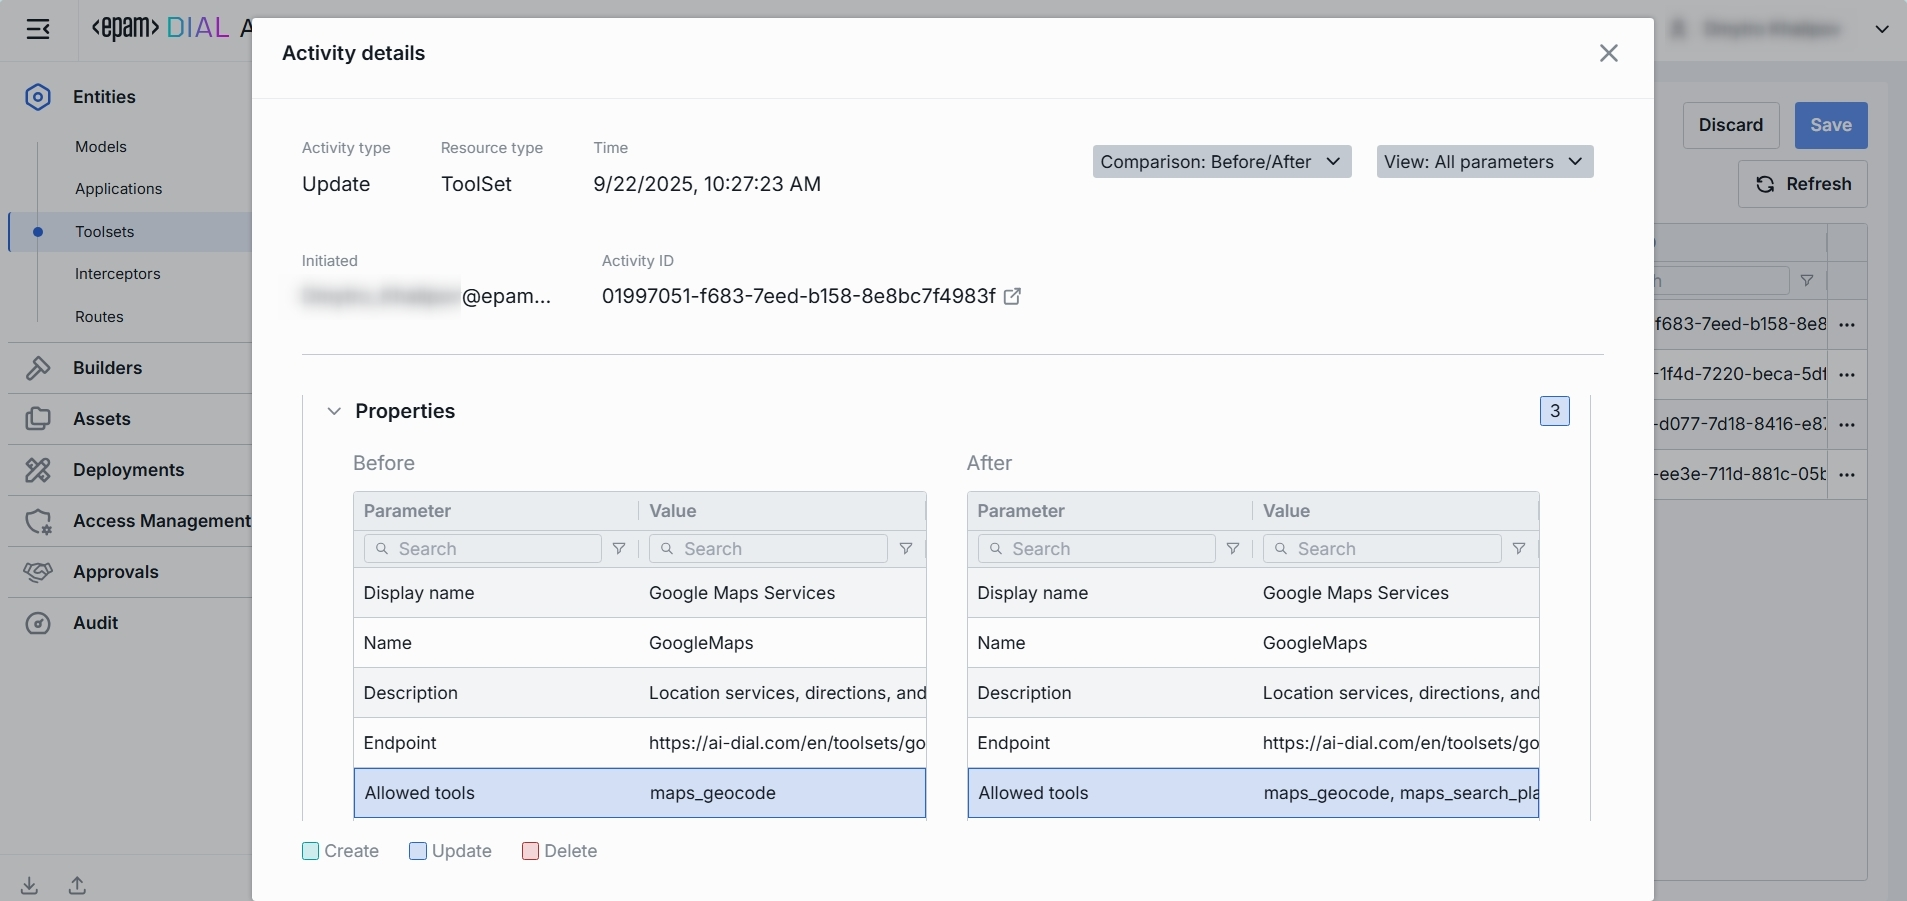 <epam> DIAL A
Activity details
Entities
Models
Applications
Toolsets
Interceptors
Routes
Builders
Assets
Deployments
Access Management
Approvals
Audit
Activity type
Update
Resource type
ToolSet
Time
9/22/2025, 10:27:23 AM
Comparison: Before/After
View: All parameters
Initiated
@epam...
Activity ID
01997051-f683-7eed-b158-8e8bc7f4983f
Properties
3
Before
Parameter Value
Search Search
Display name Google Maps Services
Name GoogleMaps
Description Location services, directions, and
Endpoint https://ai-dial.com/en/toolsets/go
Allowed tools maps_geocode
After
Parameter Value
Search Search
Display name Google Maps Services
Name GoogleMaps
Description Location services, directions, and
Endpoint https://ai-dial.com/en/toolsets/go
Allowed tools maps_geocode, maps_search_pla
Create Update Delete
Discard Save
Refresh
f683-7eed-b158-8e8
-1f4d-7220-beca-5df
-d077-7d18-8416-e87
-ee3e-711d-881c-05b